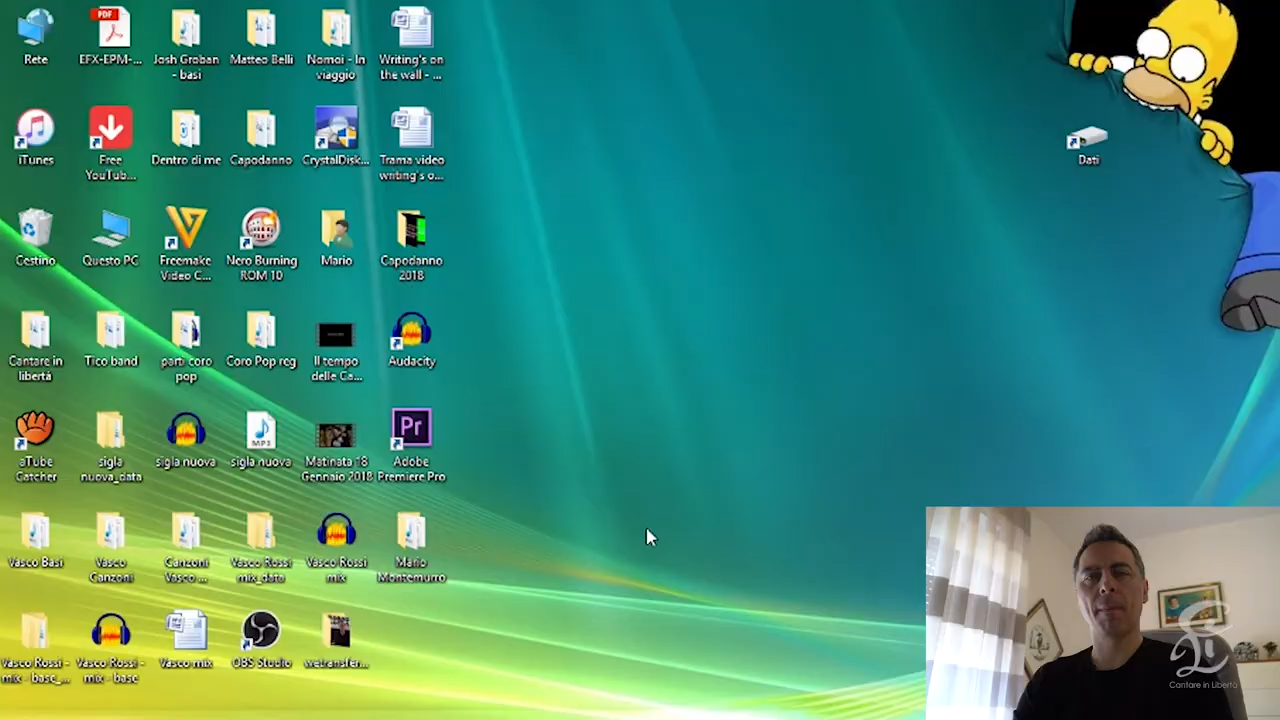 Rete
PDF
EFX-EPM-...
Josh Groban
- basi
Matteo Belli
Nomoi - In
viaggio
Writing's on
the wall - ...
iTunes
Free
YouTub...
Dentro di me
Capodanno
CrystalDisk...
Trama video
writing's o...
Dati
Cestino
Questo PC
Freemake
Video C...
Nero Burning
ROM 10
Mario
Capodanno
2018
Cantare in
libertà
Tico band
parti coro
pop
Coro Pop reg
Il tempo
delle Ca...
Audacity
aTube
Catcher
sigla
nuova_data
sigla nuova
MP3
sigla nuova
Matinata 18
Gennaio 2018
Pr
Adobe
Premiere Pro
Vasco Basi
Vasco
Canzoni
Canzoni
Vasco ...
Vasco Rossi
mix_data
Vasco Rossi
mix
Mario
Montemurro
Vasco Rossi -
mix - base_...
Vasco Rossi -
mix - base
Vasco mix
OBS Studio
wetransfer...
Cantare in Libertà